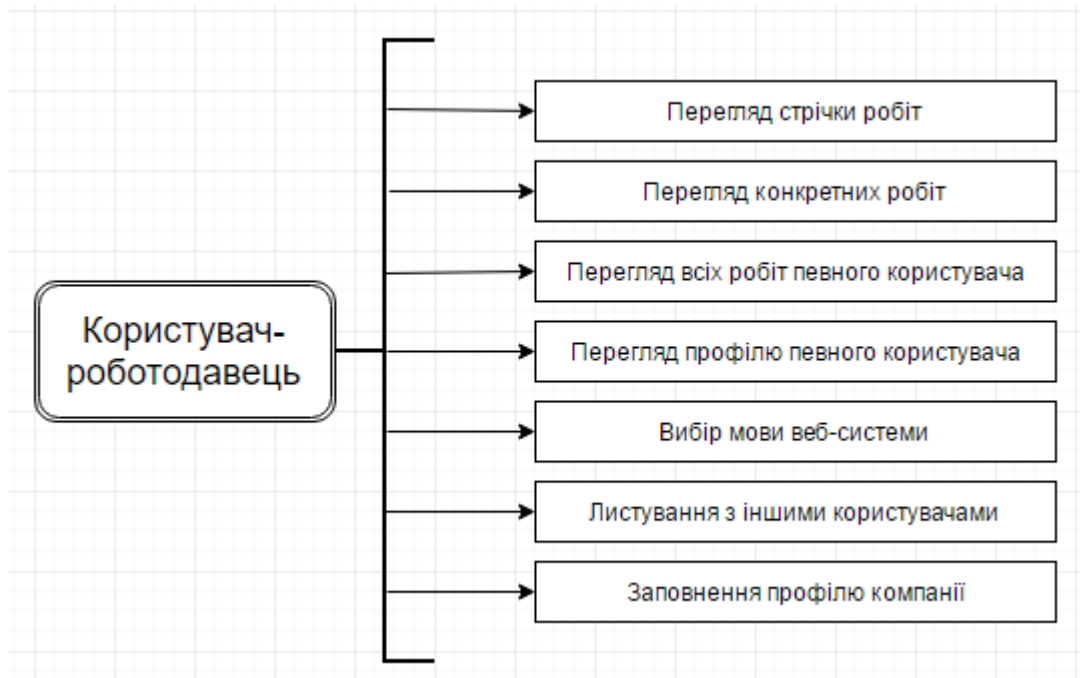 Перегляд стрічки робіт
Перегляд конкретних робіт
Перегляд всіх робіт певного користувача
Користувач-
роботодавець
Перегляд профілю певного користувача
Вибір мови веб-системи
Листування з іншими користувачами
Заповнення профілю компанії